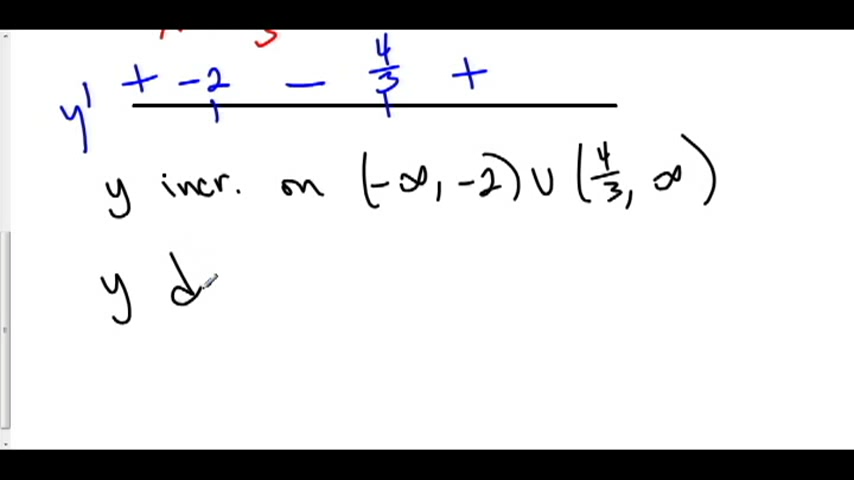 y' + -2 - 4/3 +
y incr. on (-∞, -2) ∪ (4/3, ∞)
y d